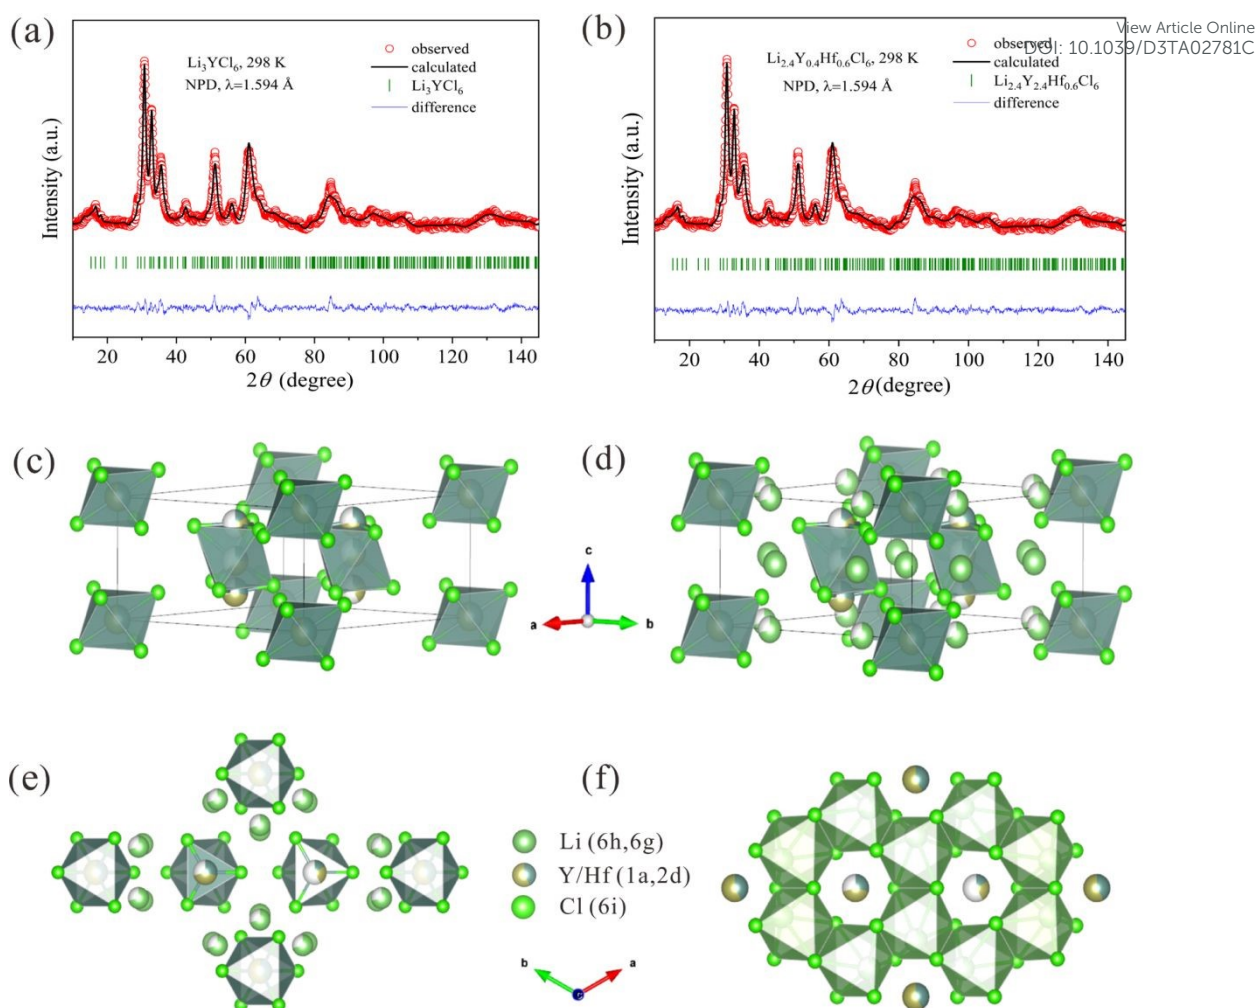 View Article Online
DOI: 10.1039/D3TA02781C
(a)
Li₃YCl₆, 298 K
NPD, λ=1.594 Å
observed
calculated
Li₃YCl₆
difference
Intensity (a.u.)
20 40 60 80 100 120 140
2θ (degree)
(b)
Li₂.₄Y₀.₄Hf₀.₆Cl₆, 298 K
NPD, λ=1.594 Å
observed
calculated
Li₂.₄Y₂.₄Hf₀.₆Cl₆
difference
Intensity (a.u.)
20 40 60 80 100 120 140
2θ(degree)
(c)
(d)
c
a
b
(e)
(f)
Li (6h,6g)
Y/Hf (1a,2d)
Cl (6i)
b
a